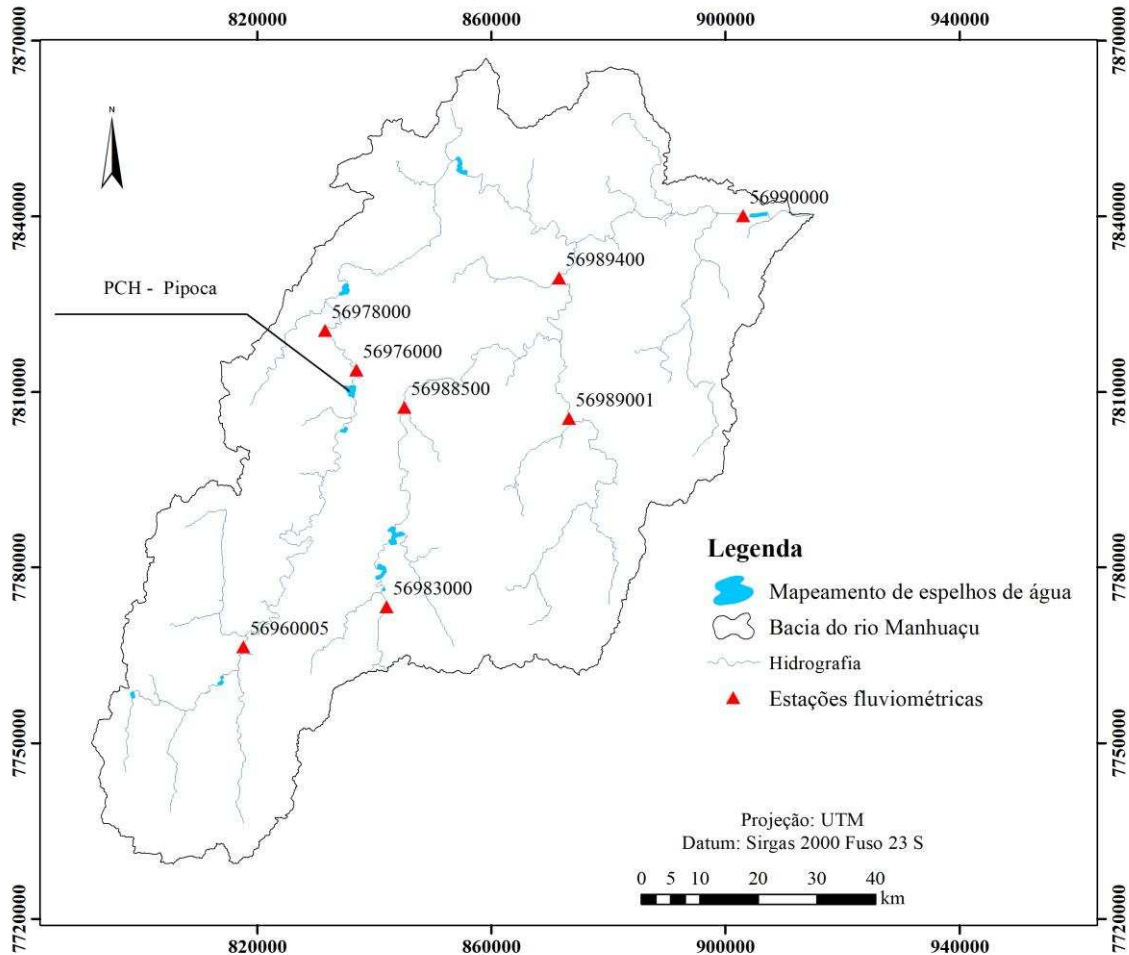 820000 860000 900000 940000
7870000 7870000
N
7840000 7840000
56990000
56989400
PCH - Pipoca
56978000
56976000
7810000 7810000
56988500
56989001
Legenda
7780000 7780000
Mapeamento de espelhos de água
56983000
Bacia do rio Manhuaçu
56960005
Hidrografia
Estações fluviométricas
7750000 7750000
Projeção: UTM
Datum: Sirgas 2000 Fuso 23 S
0 5 10 20 30 40
km
7720000 7720000
820000 860000 900000 940000